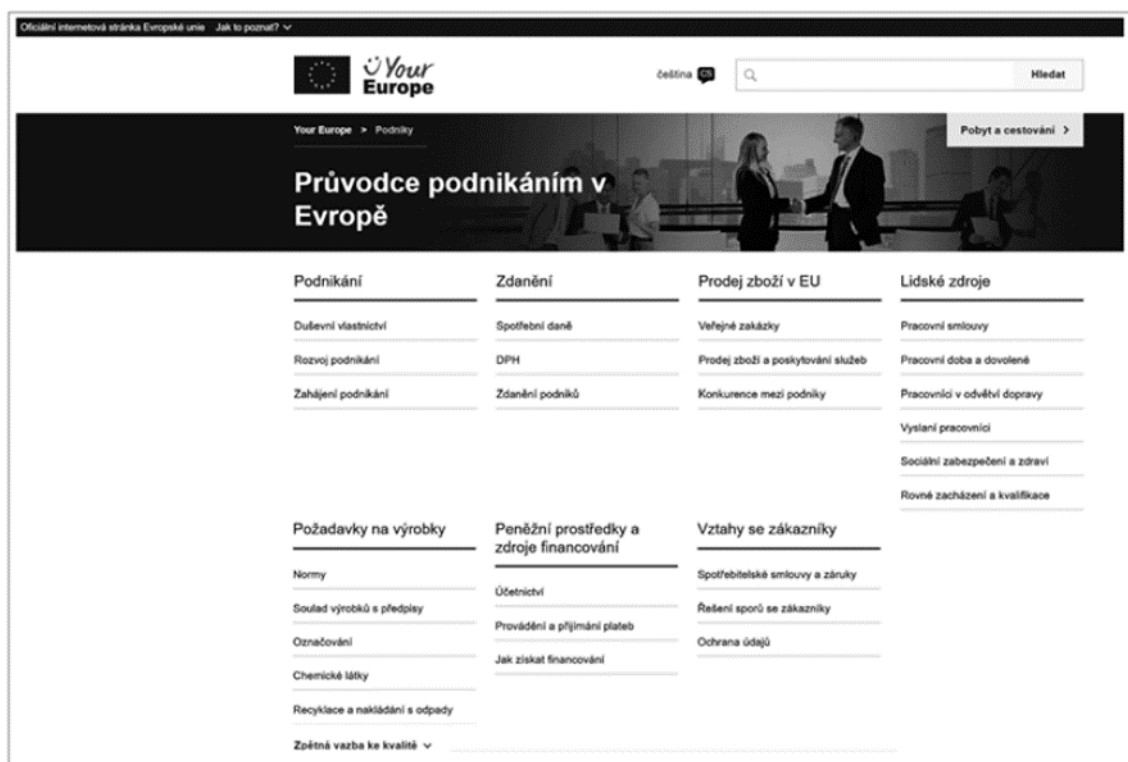 Oficiální internetová stránka Evropské unie Jak to poznat?
Your
Europe
čeština CS
Hledat
Your Europe > Podniky
Pobyt a cestování >
Průvodce podnikáním v
Evropě
Podnikání
Duševní vlastnictví
Rozvoj podnikání
Zahájení podnikání
Zdanění
Spotřební daně
DPH
Zdanění podniků
Prodej zboží v EU
Veřejné zakázky
Prodej zboží a poskytování služeb
Konkurence mezi podniky
Lidské zdroje
Pracovní smlouvy
Pracovní doba a dovolené
Pracovníci v odvětví dopravy
Vyslaní pracovníci
Sociální zabezpečení a zdraví
Rovné zacházení a kvalifikace
Požadavky na výrobky
Normy
Soulad výrobků s předpisy
Označování
Chemické látky
Recyklace a nakládání s odpady
Peněžní prostředky a
zdroje financování
Účetnictví
Provádění a přijímání plateb
Jak získat financování
Vztahy se zákazníky
Spotřebitelské smlouvy a záruky
Řešení sporů se zákazníky
Ochrana údajů
Zpětná vazba ke kvalitě